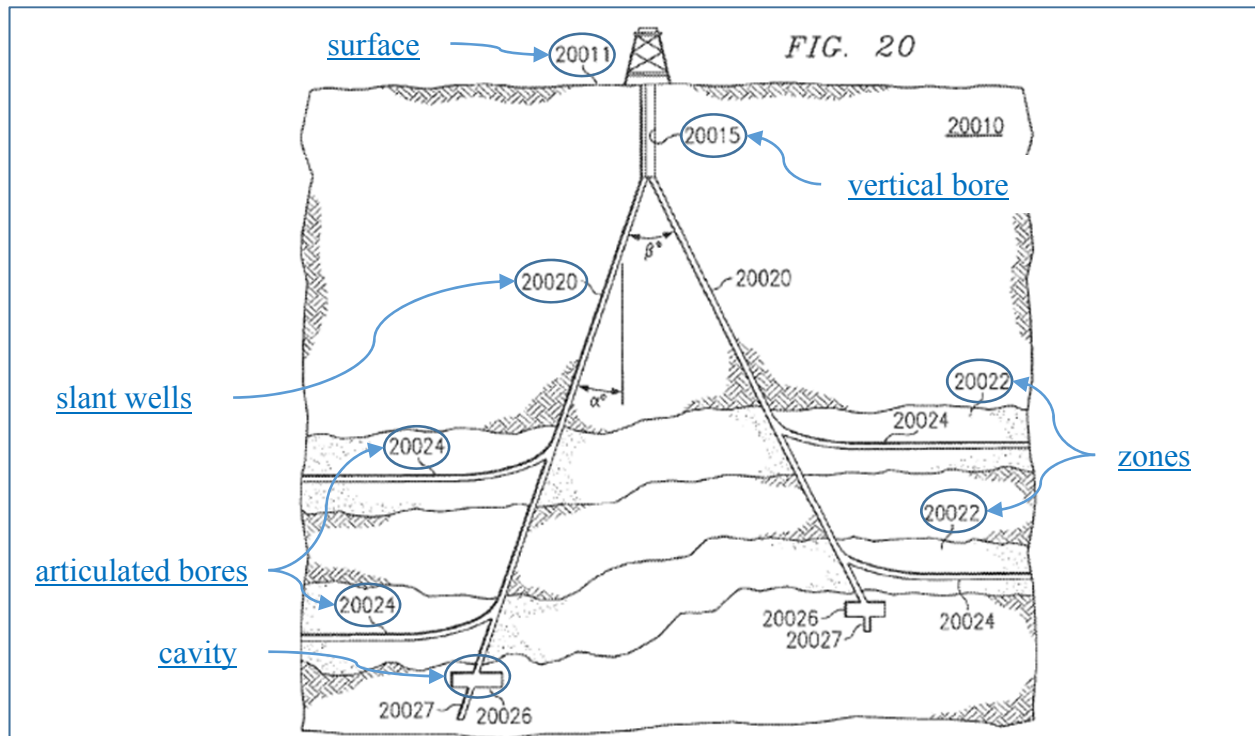 surface
20011
FIG. 20
20010
20015
vertical bore
β°
20020
20020
slant wells
α°
20022
20024
20024
zones
20022
articulated bores
20024
20026
20027
20024
cavity
20027
20026